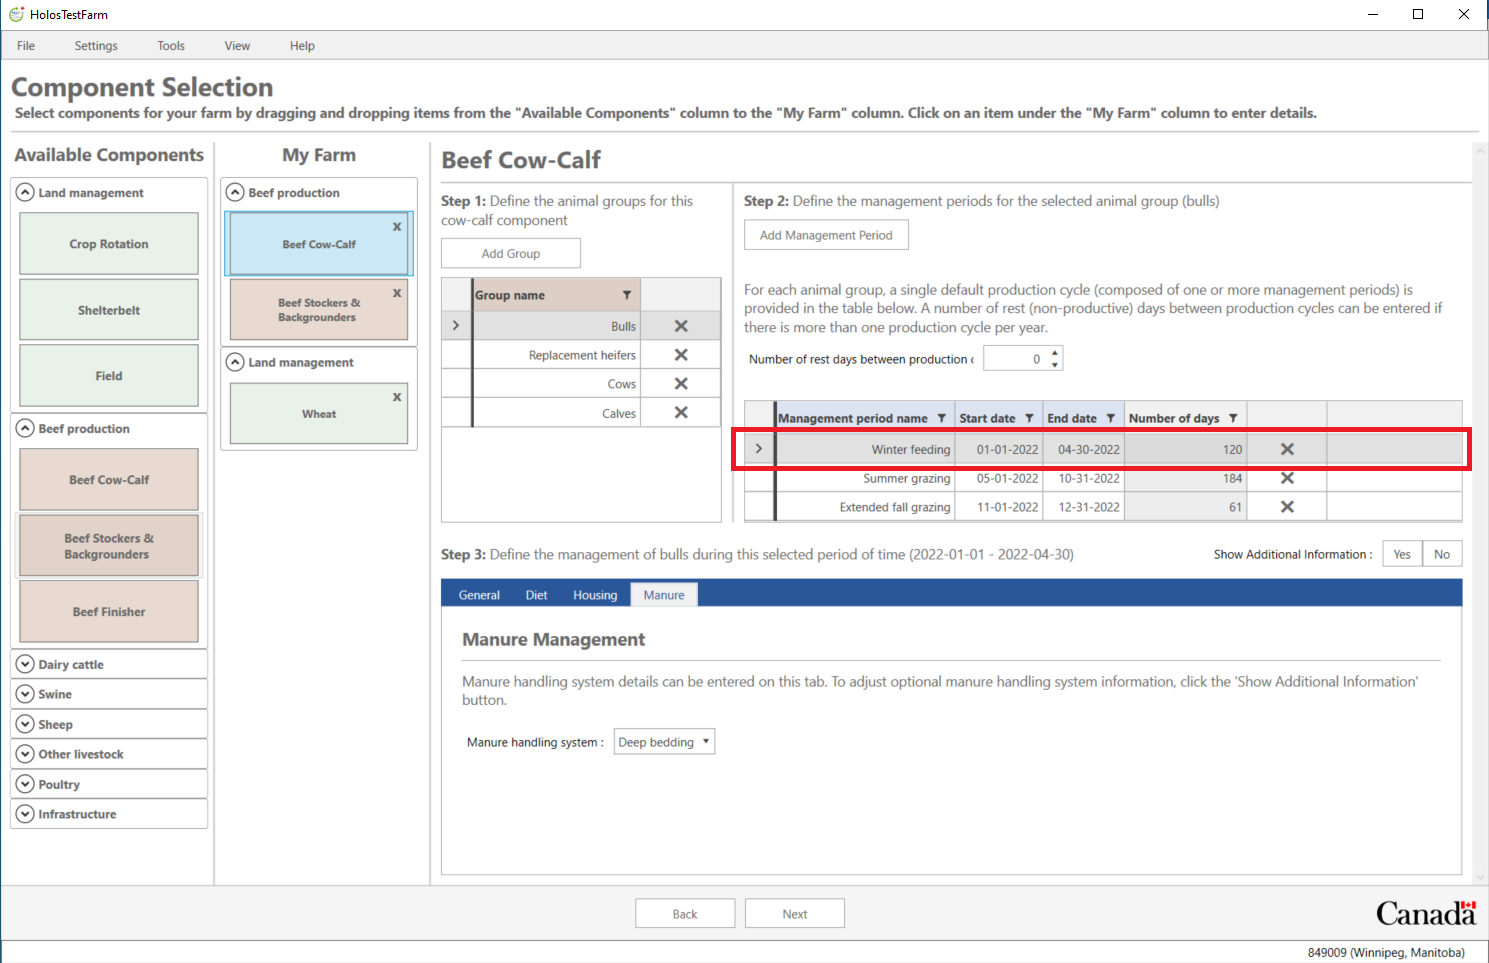 HolosTestFarm
File Settings Tools View Help
Component Selection
Select components for your farm by dragging and dropping items from the "Available Components" column to the "My Farm" column. Click on an item under the "My Farm" column to enter details.
Available Components
Land management
Crop Rotation
Shelterbelt
Field
Beef production
Beef Cow-Calf
Beef Stockers &
Backgrounders
Beef Finisher
Dairy cattle
Swine
Sheep
Other livestock
Poultry
Infrastructure
My Farm
Beef production
Beef Cow-Calf x
Beef Stockers & x
Backgrounders
Land management
Wheat x
Beef Cow-Calf
Step 1: Define the animal groups for this
cow-calf component
Add Group
Group name
Bulls
Replacement heifers
Cows
Calves
Step 2: Define the management periods for the selected animal group (bulls)
Add Management Period
For each animal group, a single default production cycle (composed of one or more management periods) is
provided in the table below. A number of rest (non-productive) days between production cycles can be entered if
there is more than one production cycle per year.
Number of rest days between production 0
Management period name Start date End date Number of days
Winter feeding 01-01-2022 04-30-2022 120
Summer grazing 05-01-2022 10-31-2022 184
Extended fall grazing 11-01-2022 12-31-2022 61
Step 3: Define the management of bulls during this selected period of time (2022-01-01 - 2022-04-30)
Show Additional Information : Yes No
General Diet Housing Manure
Manure Management
Manure handling system details can be entered on this tab. To adjust optional manure handling system information, click the 'Show Additional Information'
button.
Manure handling system : Deep bedding
Back Next
Canada
849009 (Winnipeg, Manitoba)